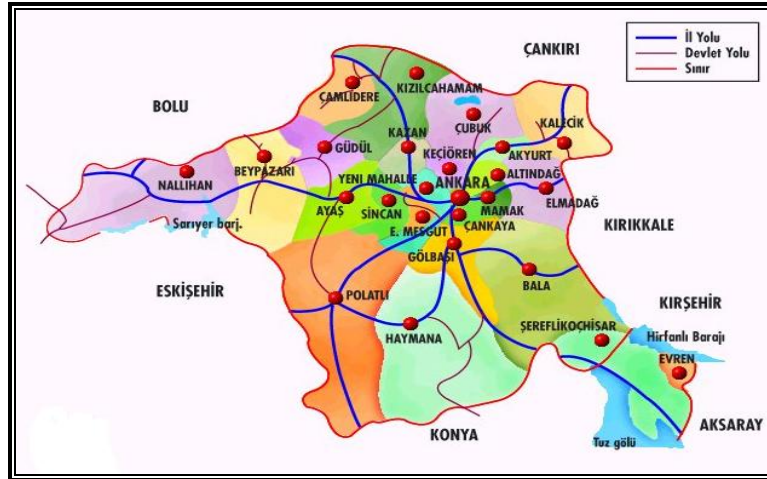 İl Yolu
Devlet Yolu
Sınır
ÇANKIRI
BOLU
ÇAMLIDERE
KIZILCAHAMAM
ÇUBUK
KALECİK
GÜDÜL
KAZAN
KEÇİÖREN
AKYURT
BEYPAZARI
NALLIHAN
YENİ MAHALLE
ANKARA
ALTINDAĞ
ELMADAĞ
AYAŞ
SİNCAN
MAMAK
Sarıyer barj.
E. MESGUT
ÇANKAYA
KIRIKKALE
GÖLBAŞI
ESKİŞEHİR
POLATLI
BALA
KIRŞEHİR
HAYMANA
ŞEREFLİKOCHİSAR
Hirfanlı Barajı
EVREN
KONYA
AKSARAY
Tuz gölü